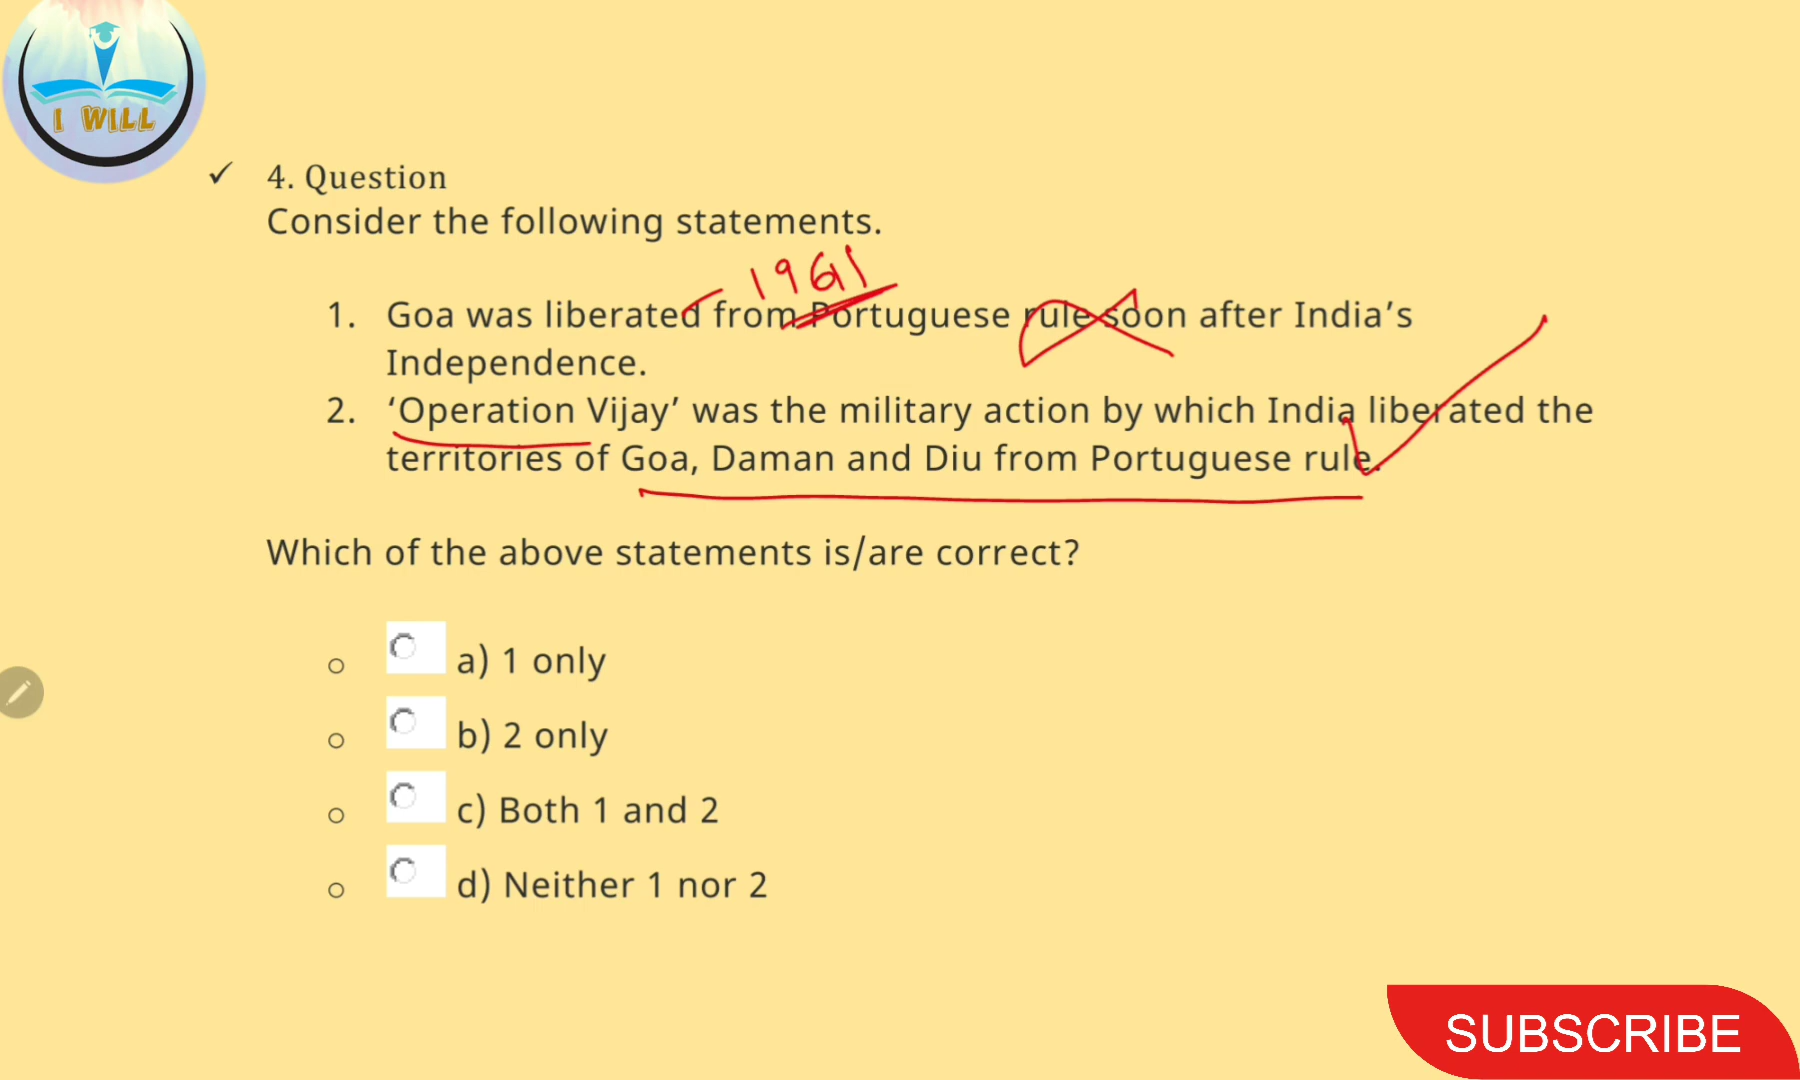 I WILL
✓ 4. Question
Consider the following statements.
1961
1. Goa was liberated from Portuguese rule soon after India’s
Independence.
2. ‘Operation Vijay’ was the military action by which India liberated the
territories of Goa, Daman and Diu from Portuguese rule.
Which of the above statements is/are correct?
a) 1 only
b) 2 only
c) Both 1 and 2
d) Neither 1 nor 2
SUBSCRIBE